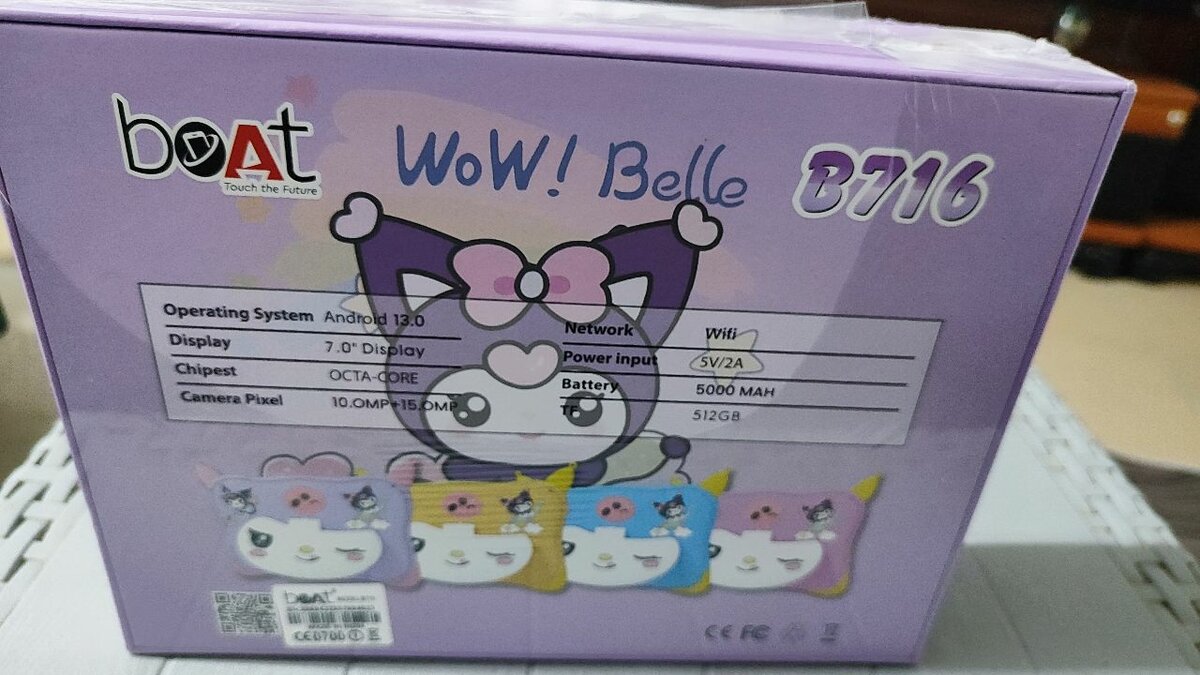 boAt
Touch the Future
WoW! Belle
B716
Operating System Android 13.0
Display 7.0" Display
Chipest OCTA-CORE
Camera Pixel 10.0MP+15.0MP
Network Wifi
Power input 5V/2A
Battery 5000 MAH
TF 512GB
boAt
CE0700
CE FC